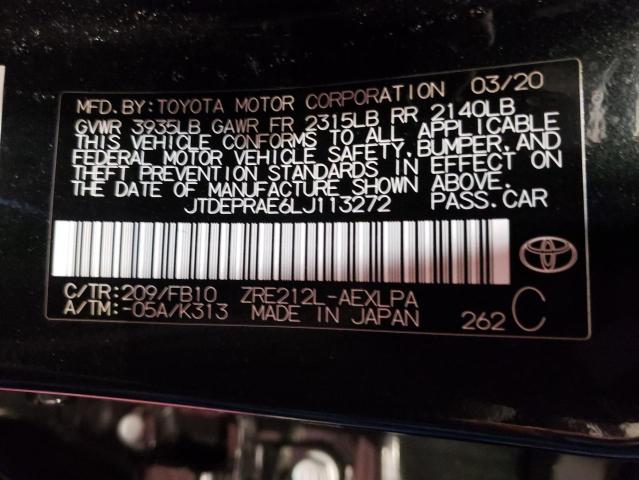 MFD.BY:TOYOTA MOTOR CORPORATION 03/20
GVWR 3935LB GAWR FR 2315LB RR 2140LB
THIS VEHICLE CONFORMS TO ALL APPLICABLE
FEDERAL MOTOR VEHICLE SAFETY,BUMPER,AND
THEFT PREVENTION STANDARDS IN EFFECT ON
THE DATE OF MANUFACTURE SHOWN ABOVE.
JTDEPRAE6LJ113272 PASS.CAR
C/TR:209/FB10 ZRE212L-AEXLPA
A/TM:-05A/K313 MADE IN JAPAN 262 C